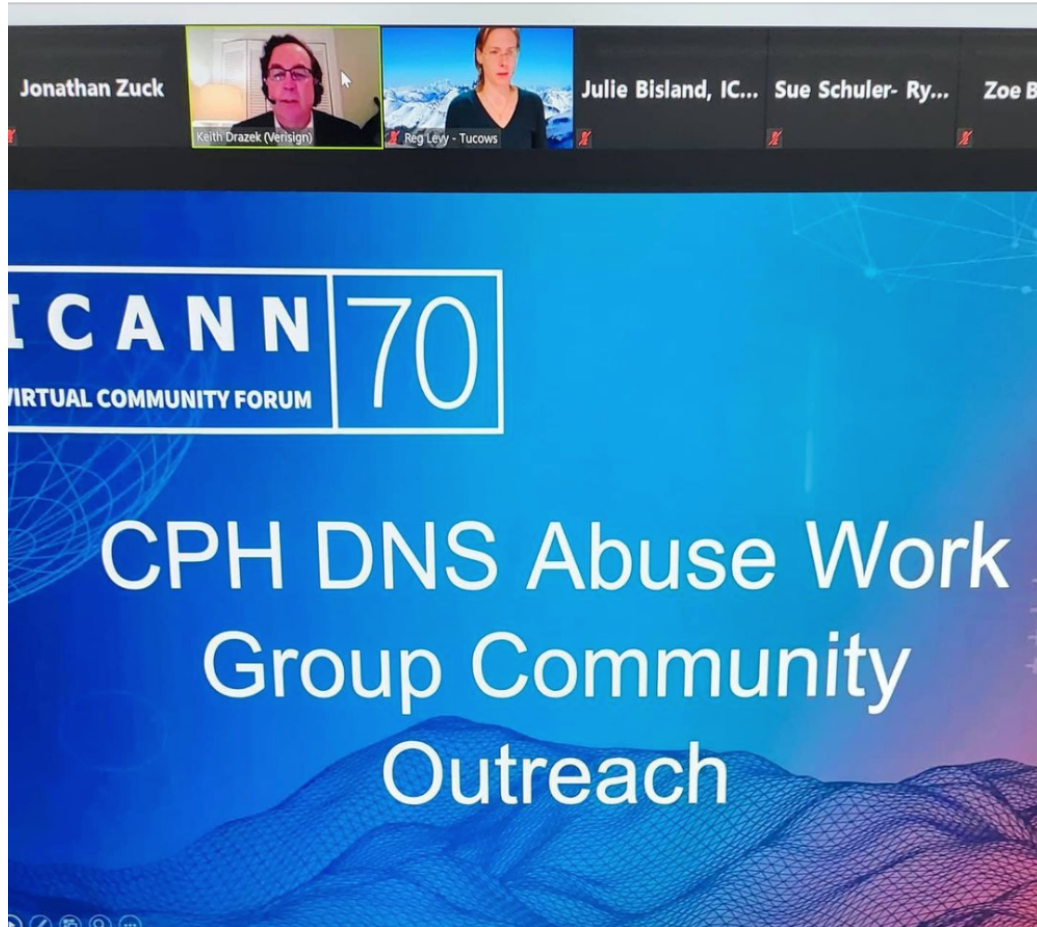 Jonathan Zuck
Keith Drazek (Verisign)
Reg Levy - Tucows
Julie Bisland, IC...
Sue Schuler- Ry...
Zoe B
ICANN 70
VIRTUAL COMMUNITY FORUM
CPH DNS Abuse Work
Group Community
Outreach